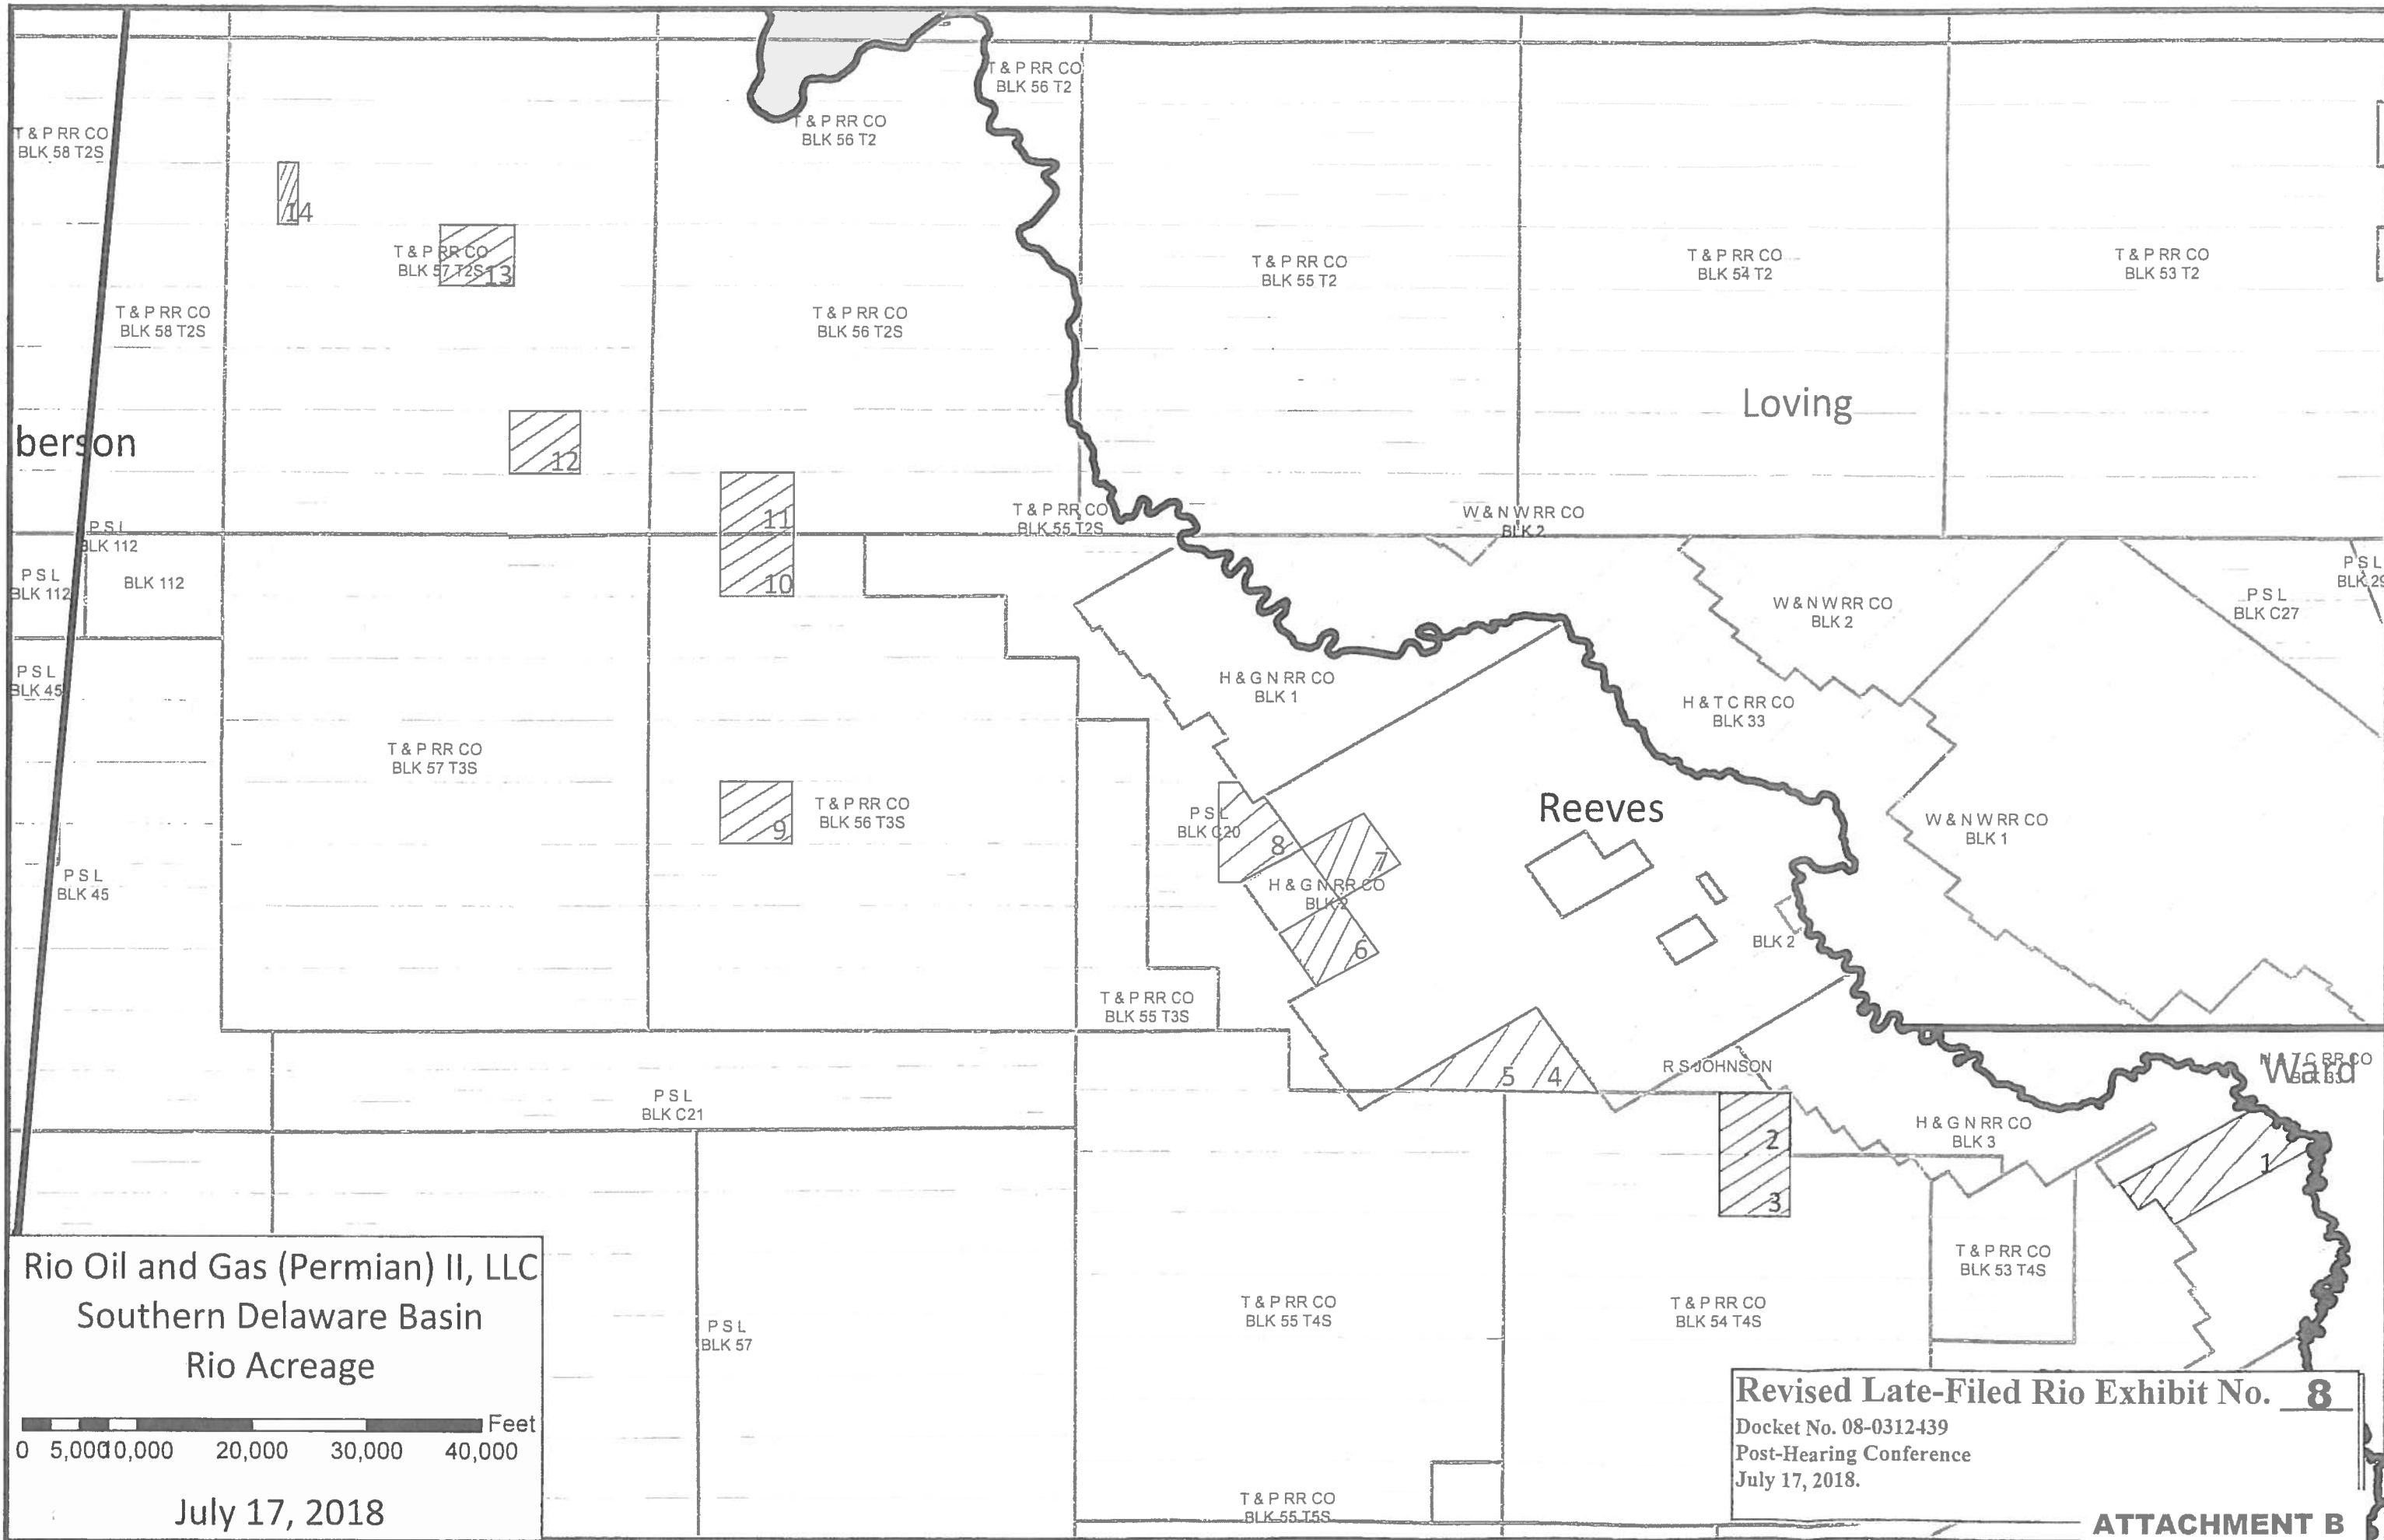 T & P RR CO
BLK 56 T2
T & P RR CO
BLK 58 T2S
T & P RR CO
BLK 56 T2
14
T & P RR CO
BLK 57 T2S
13
T & P RR CO
BLK 55 T2
T & P RR CO
BLK 54 T2
T & P RR CO
BLK 53 T2
T & P RR CO
BLK 58 T2S
T & P RR CO
BLK 56 T2S
Loving
berson
12
11
T & P RR CO
BLK 55 T2S
W & N W RR CO
BLK 2
P S L
BLK 112
P S L
BLK 112
BLK 112
10
P S L
BLK 29
P S L
BLK C27
W & N W RR CO
BLK 2
P S L
BLK 45
H & G N RR CO
BLK 1
H & T C RR CO
BLK 33
T & P RR CO
BLK 57 T3S
9
T & P RR CO
BLK 56 T3S
P S L
BLK C20
8
7
Reeves
W & N W RR CO
BLK 1
P S L
BLK 45
H & G N RR CO
BLK 2
6
BLK 2
T & P RR CO
BLK 55 T3S
5
4
R S JOHNSON
Ward
P S L
BLK C21
2
H & G N RR CO
BLK 3
1
3
T & P RR CO
BLK 53 T4S
T & P RR CO
BLK 55 T4S
T & P RR CO
BLK 54 T4S
P S L
BLK 57
T & P RR CO
BLK 55 T5S
Rio Oil and Gas (Permian) II, LLC
Southern Delaware Basin
Rio Acreage
Feet
0 5,000 10,000 20,000 30,000 40,000
July 17, 2018
Revised Late-Filed Rio Exhibit No. 8
Docket No. 08-0312439
Post-Hearing Conference
July 17, 2018.
ATTACHMENT B